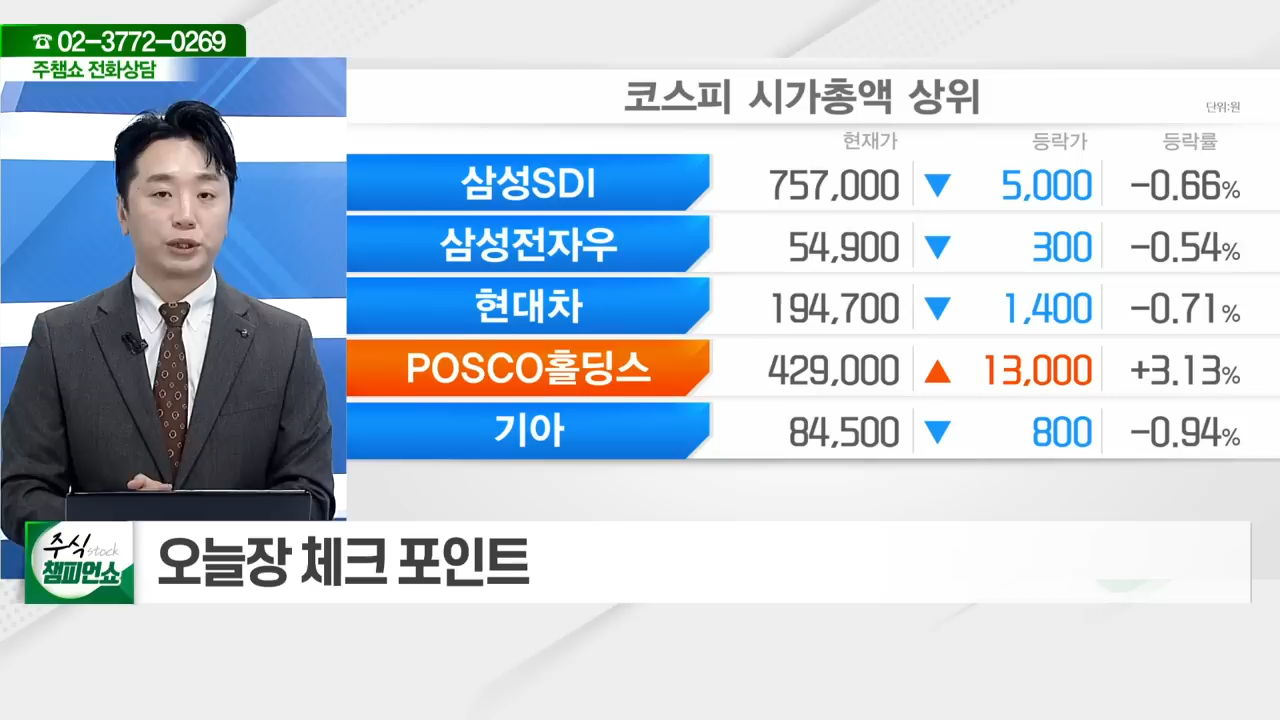 ☎ 02-3772-0269
주챔쇼 전화상담
코스피 시가총액 상위
단위:원
현재가 등락가 등락률
삼성SDI 757,000 ▼ 5,000 -0.66%
삼성전자우 54,900 ▼ 300 -0.54%
현대차 194,700 ▼ 1,400 -0.71%
POSCO홀딩스 429,000 ▲ 13,000 +3.13%
기아 84,500 ▼ 800 -0.94%
주식 stock
챔피언쇼
오늘장 체크 포인트